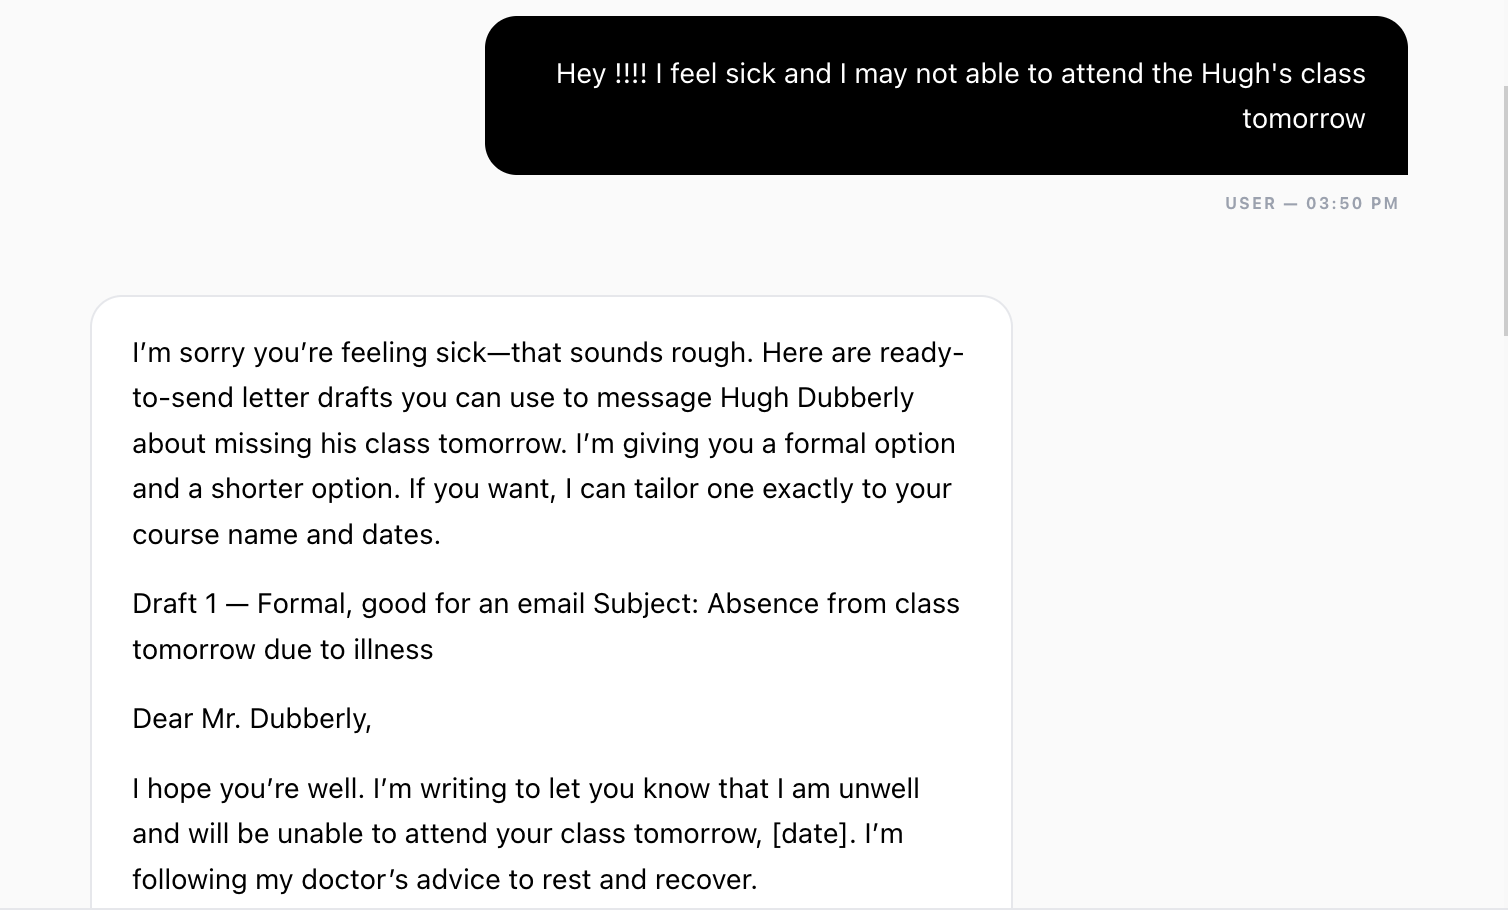 Hey !!!! I feel sick and I may not able to attend the Hugh's class
tomorrow
USER — 03:50 PM
I’m sorry you’re feeling sick—that sounds rough. Here are ready-
to-send letter drafts you can use to message Hugh Dubberly
about missing his class tomorrow. I’m giving you a formal option
and a shorter option. If you want, I can tailor one exactly to your
course name and dates.
Draft 1 — Formal, good for an email Subject: Absence from class
tomorrow due to illness
Dear Mr. Dubberly,
I hope you’re well. I’m writing to let you know that I am unwell
and will be unable to attend your class tomorrow, [date]. I’m
following my doctor’s advice to rest and recover.